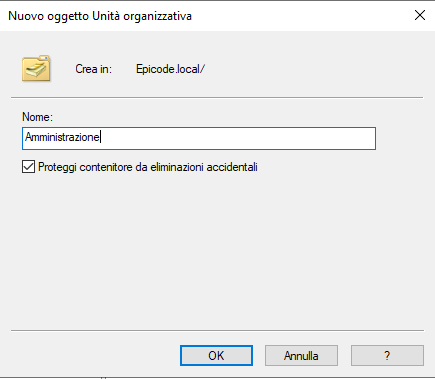 Nuovo oggetto Unità organizzativa
Crea in: Epicode.local/
Nome:
Amministrazione
Proteggi contenitore da eliminazioni accidentali
OK Annulla ?